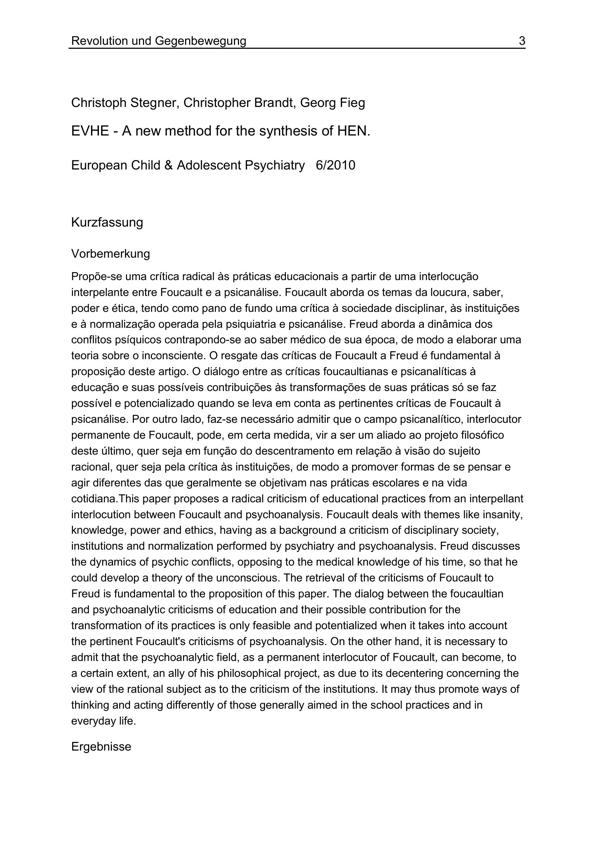 Revolution und Gegenbewegung 3
Christoph Stegner, Christopher Brandt, Georg Fieg
EVHE - A new method for the synthesis of HEN.
European Child & Adolescent Psychiatry 6/2010
Kurzfassung
Vorbemerkung
Propõe-se uma crítica radical às práticas educacionais a partir de uma interlocução
interpelante entre Foucault e a psicanálise. Foucault aborda os temas da loucura, saber,
poder e ética, tendo como pano de fundo uma crítica à sociedade disciplinar, às instituições
e à normalização operada pela psiquiatria e psicanálise. Freud aborda a dinâmica dos
conflitos psíquicos contrapondo-se ao saber médico de sua época, de modo a elaborar uma
teoria sobre o inconsciente. O resgate das críticas de Foucault a Freud é fundamental à
proposição deste artigo. O diálogo entre as críticas foucaultianas e psicanalíticas à
educação e suas possíveis contribuições às transformações de suas práticas só se faz
possível e potencializado quando se leva em conta as pertinentes críticas de Foucault à
psicanálise. Por outro lado, faz-se necessário admitir que o campo psicanalítico, interlocutor
permanente de Foucault, pode, em certa medida, vir a ser um aliado ao projeto filosófico
deste último, quer seja em função do descentramento em relação à visão do sujeito
racional, quer seja pela crítica às instituições, de modo a promover formas de se pensar e
agir diferentes das que geralmente se objetivam nas práticas escolares e na vida
cotidiana.This paper proposes a radical criticism of educational practices from an interpellant
interlocution between Foucault and psychoanalysis. Foucault deals with themes like insanity,
knowledge, power and ethics, having as a background a criticism of disciplinary society,
institutions and normalization performed by psychiatry and psychoanalysis. Freud discusses
the dynamics of psychic conflicts, opposing to the medical knowledge of his time, so that he
could develop a theory of the unconscious. The retrieval of the criticisms of Foucault to
Freud is fundamental to the proposition of this paper. The dialog between the foucaultian
and psychoanalytic criticisms of education and their possible contribution for the
transformation of its practices is only feasible and potentialized when it takes into account
the pertinent Foucault's criticisms of psychoanalysis. On the other hand, it is necessary to
admit that the psychoanalytic field, as a permanent interlocutor of Foucault, can become, to
a certain extent, an ally of his philosophical project, as due to its decentering concerning the
view of the rational subject as to the criticism of the institutions. It may thus promote ways of
thinking and acting differently of those generally aimed in the school practices and in
everyday life.
Ergebnisse